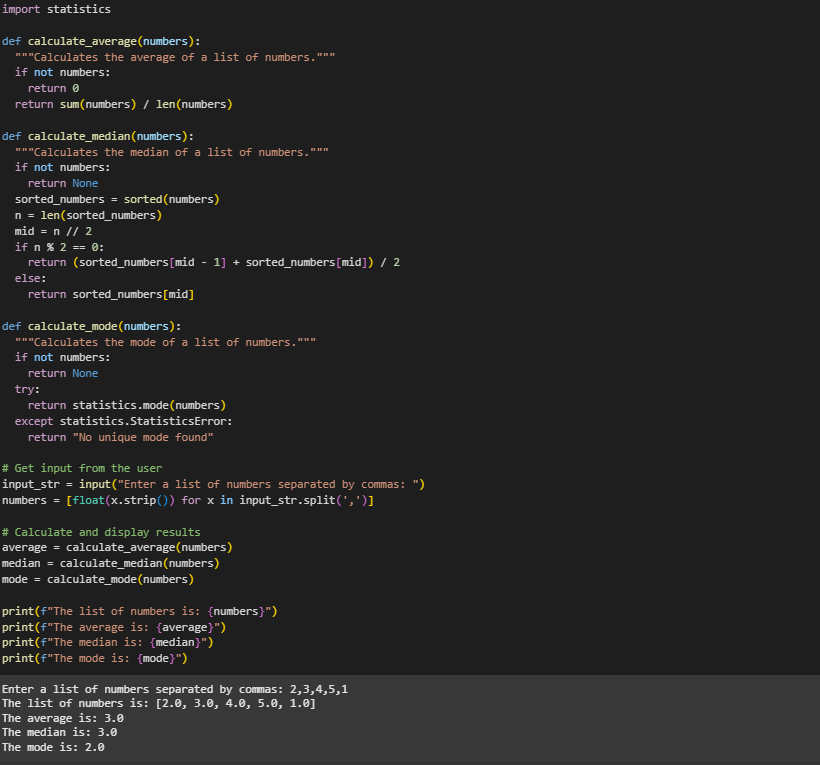 import statistics

def calculate_average(numbers):
  """Calculates the average of a list of numbers."""
  if not numbers:
    return 0
  return sum(numbers) / len(numbers)

def calculate_median(numbers):
  """Calculates the median of a list of numbers."""
  if not numbers:
    return None
  sorted_numbers = sorted(numbers)
  n = len(sorted_numbers)
  mid = n // 2
  if n % 2 == 0:
    return (sorted_numbers[mid - 1] + sorted_numbers[mid]) / 2
  else:
    return sorted_numbers[mid]

def calculate_mode(numbers):
  """Calculates the mode of a list of numbers."""
  if not numbers:
    return None
  try:
    return statistics.mode(numbers)
  except statistics.StatisticsError:
    return "No unique mode found"

# Get input from the user
input_str = input("Enter a list of numbers separated by commas: ")
numbers = [float(x.strip()) for x in input_str.split(',')]

# Calculate and display results
average = calculate_average(numbers)
median = calculate_median(numbers)
mode = calculate_mode(numbers)

print(f"The list of numbers is: {numbers}")
print(f"The average is: {average}")
print(f"The median is: {median}")
print(f"The mode is: {mode}")

Enter a list of numbers separated by commas: 2,3,4,5,1
The list of numbers is: [2.0, 3.0, 4.0, 5.0, 1.0]
The average is: 3.0
The median is: 3.0
The mode is: 2.0